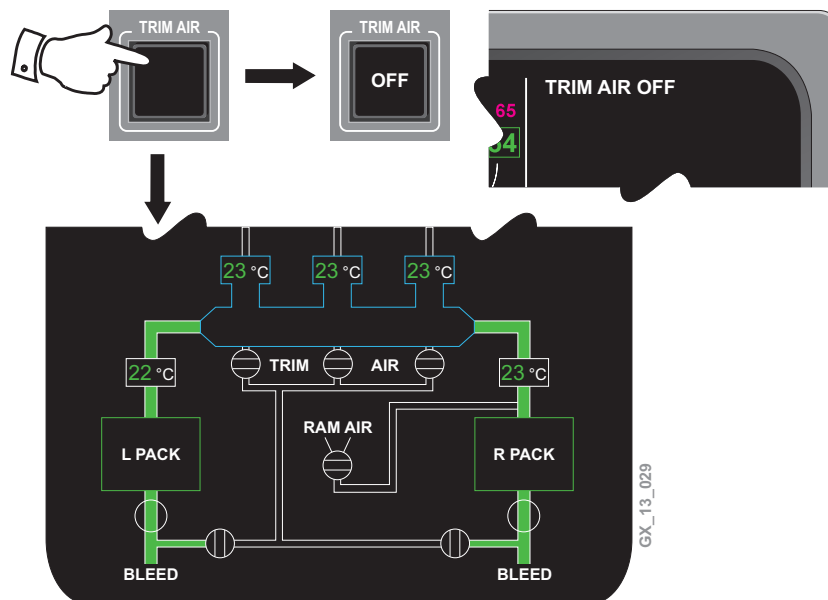 TRIM AIR
TRIM AIR
OFF
TRIM AIR OFF
65
64
23 °C
23 °C
23 °C
TRIM
AIR
22 °C
23 °C
RAM AIR
L PACK
R PACK
BLEED
BLEED
GX_13_029